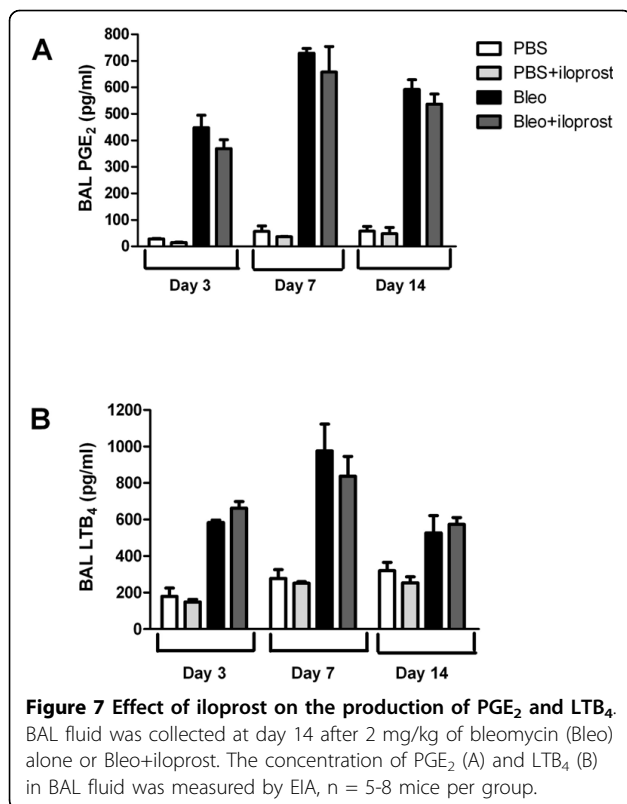 A
BAL PGE₂ (pg/ml)
800
700
600
500
400
300
200
100
0
Day 3
Day 7
Day 14
PBS
PBS+iloprost
Bleo
Bleo+iloprost
B
BAL LTB₄ (pg/ml)
1200
1000
800
600
400
200
0
Day 3
Day 7
Day 14
Figure 7 Effect of iloprost on the production of PGE₂ and LTB₄.
BAL fluid was collected at day 14 after 2 mg/kg of bleomycin (Bleo)
alone or Bleo+iloprost. The concentration of PGE₂ (A) and LTB₄ (B)
in BAL fluid was measured by EIA, n = 5-8 mice per group.